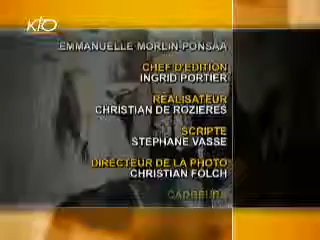 KTO
EMMANUELLE MORLIN-PONSAA
CHEF D'EDITION
INGRID PORTIER
REALISATEUR
CHRISTIAN DE ROZIERES
SCRIPTE
STEPHANE VASSE
DIRECTEUR DE LA PHOTO
CHRISTIAN FOLCH
CADREURS